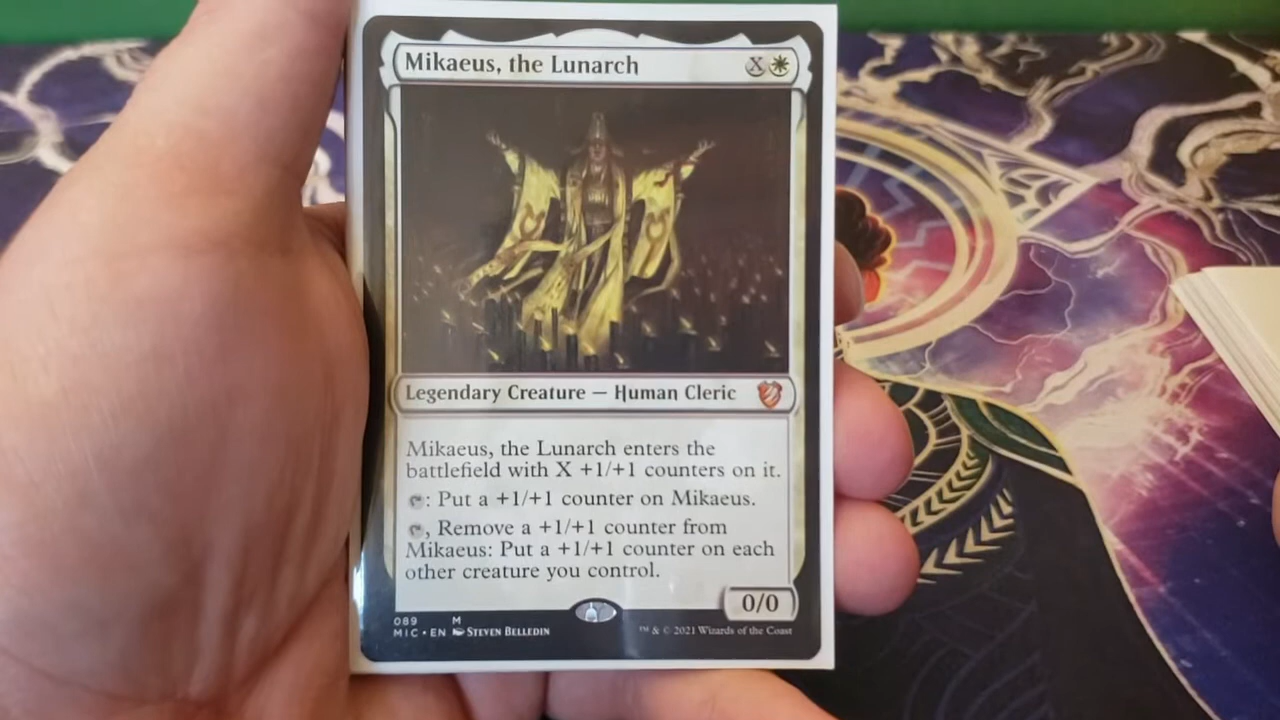 Mikaeus, the Lunarch X
Legendary Creature — Human Cleric
Mikaeus, the Lunarch enters the
battlefield with X +1/+1 counters on it.
: Put a +1/+1 counter on Mikaeus.
, Remove a +1/+1 counter from
Mikaeus: Put a +1/+1 counter on each
other creature you control.
0/0
089 M
MIC • EN STEVEN BELLEDIN ™ & © 2021 Wizards of the Coast